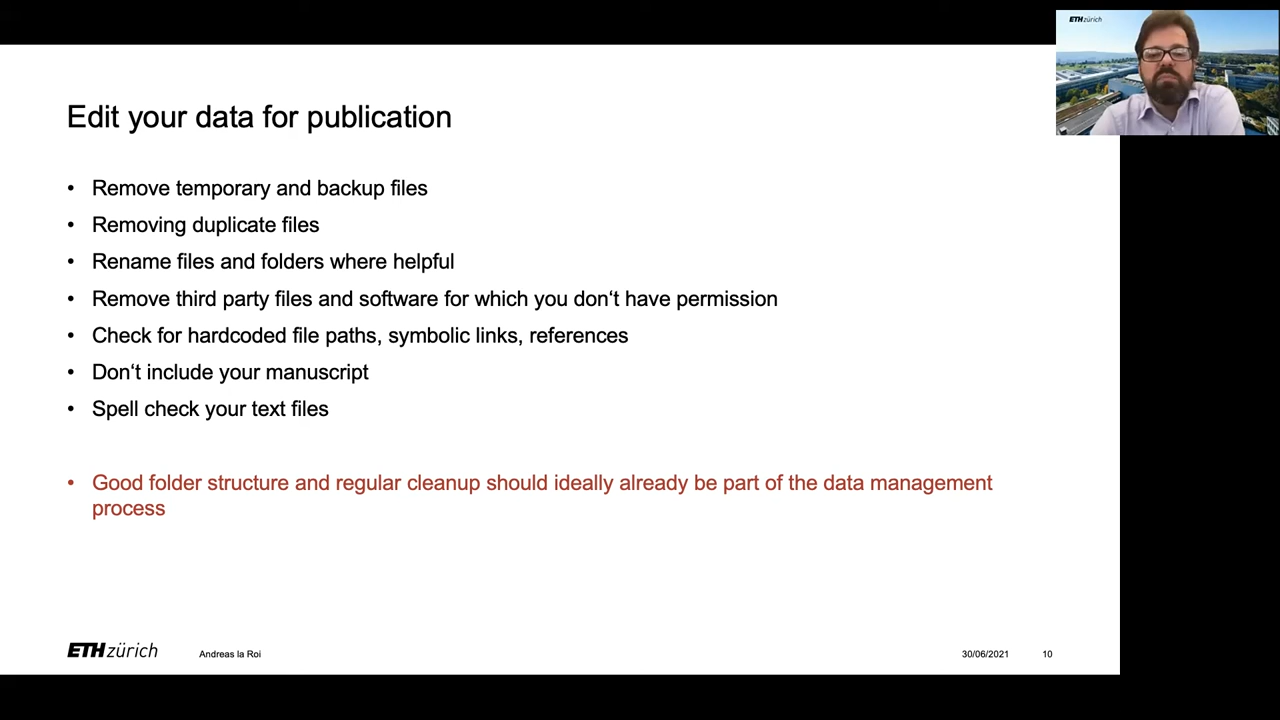 ETH zürich
Edit your data for publication
• Remove temporary and backup files
• Removing duplicate files
• Rename files and folders where helpful
• Remove third party files and software for which you don‘t have permission
• Check for hardcoded file paths, symbolic links, references
• Don‘t include your manuscript
• Spell check your text files
• Good folder structure and regular cleanup should ideally already be part of the data management
process
ETH zürich
Andreas la Roi
30/06/2021
10